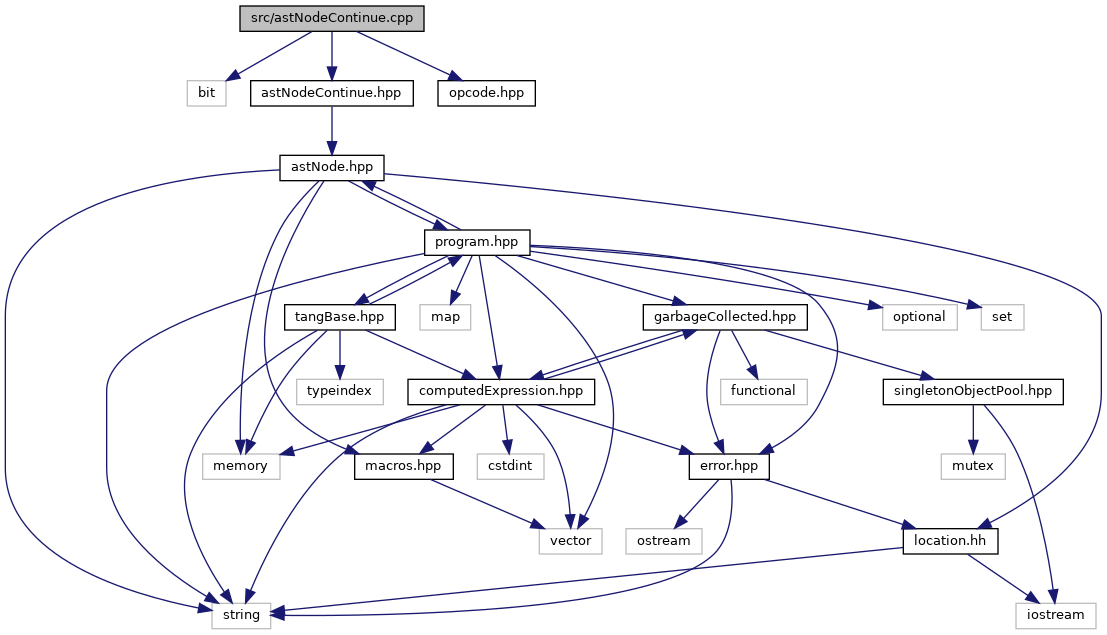 src/astNodeContinue.cpp
bit
astNodeContinue.hpp
opcode.hpp
astNode.hpp
program.hpp
tangBase.hpp
map
garbageCollected.hpp
optional
set
typeindex
computedExpression.hpp
functional
singletonObjectPool.hpp
memory
macros.hpp
cstdint
error.hpp
mutex
vector
ostream
location.hh
string
iostream